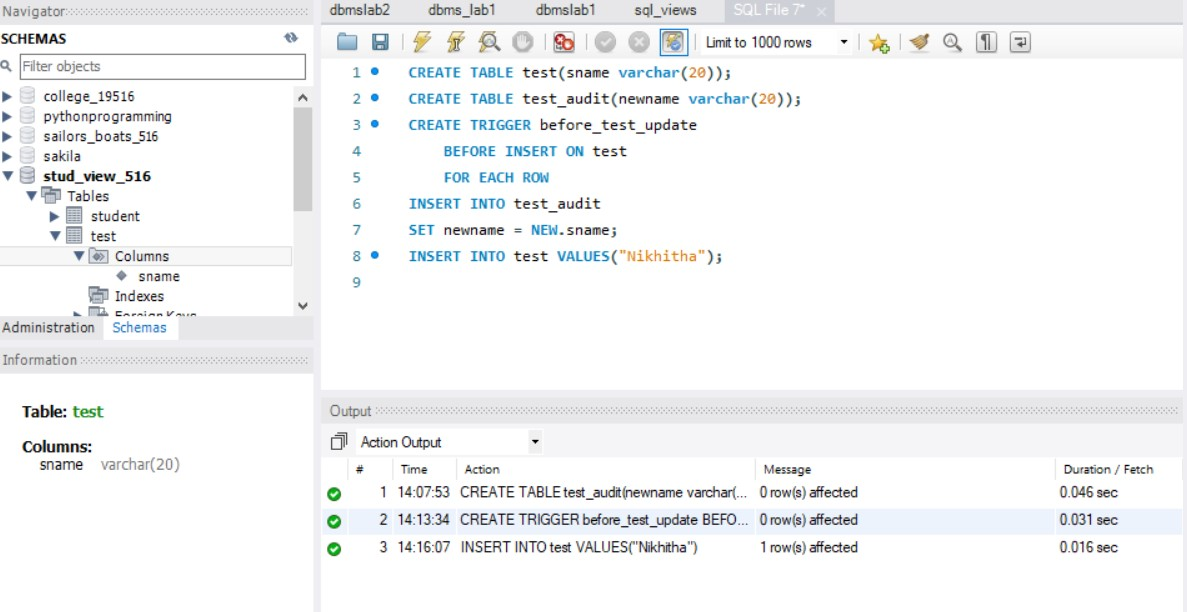 Navigator
SCHEMAS
Filter objects
college_19516
pythonprogramming
sailors_boats_516
sakila
stud_view_516
Tables
student
test
Columns
sname
Indexes
Foreign Keys
Administration Schemas
Information
Table: test
Columns:
sname varchar(20)
dbmslab2 dbms_lab1 dbmslab1 sql_views SQL File 7*
Limit to 1000 rows
1 CREATE TABLE test(sname varchar(20));
2 CREATE TABLE test_audit(newname varchar(20));
3 CREATE TRIGGER before_test_update
4 BEFORE INSERT ON test
5 FOR EACH ROW
6 INSERT INTO test_audit
7 SET newname = NEW.sname;
8 INSERT INTO test VALUES("Nikhitha");
9
Output
Action Output
# Time Action Message Duration / Fetch
1 14:07:53 CREATE TABLE test_audit(newname varchar(... 0 row(s) affected 0.046 sec
2 14:13:34 CREATE TRIGGER before_test_update BEFO... 0 row(s) affected 0.031 sec
3 14:16:07 INSERT INTO test VALUES("Nikhitha") 1 row(s) affected 0.016 sec